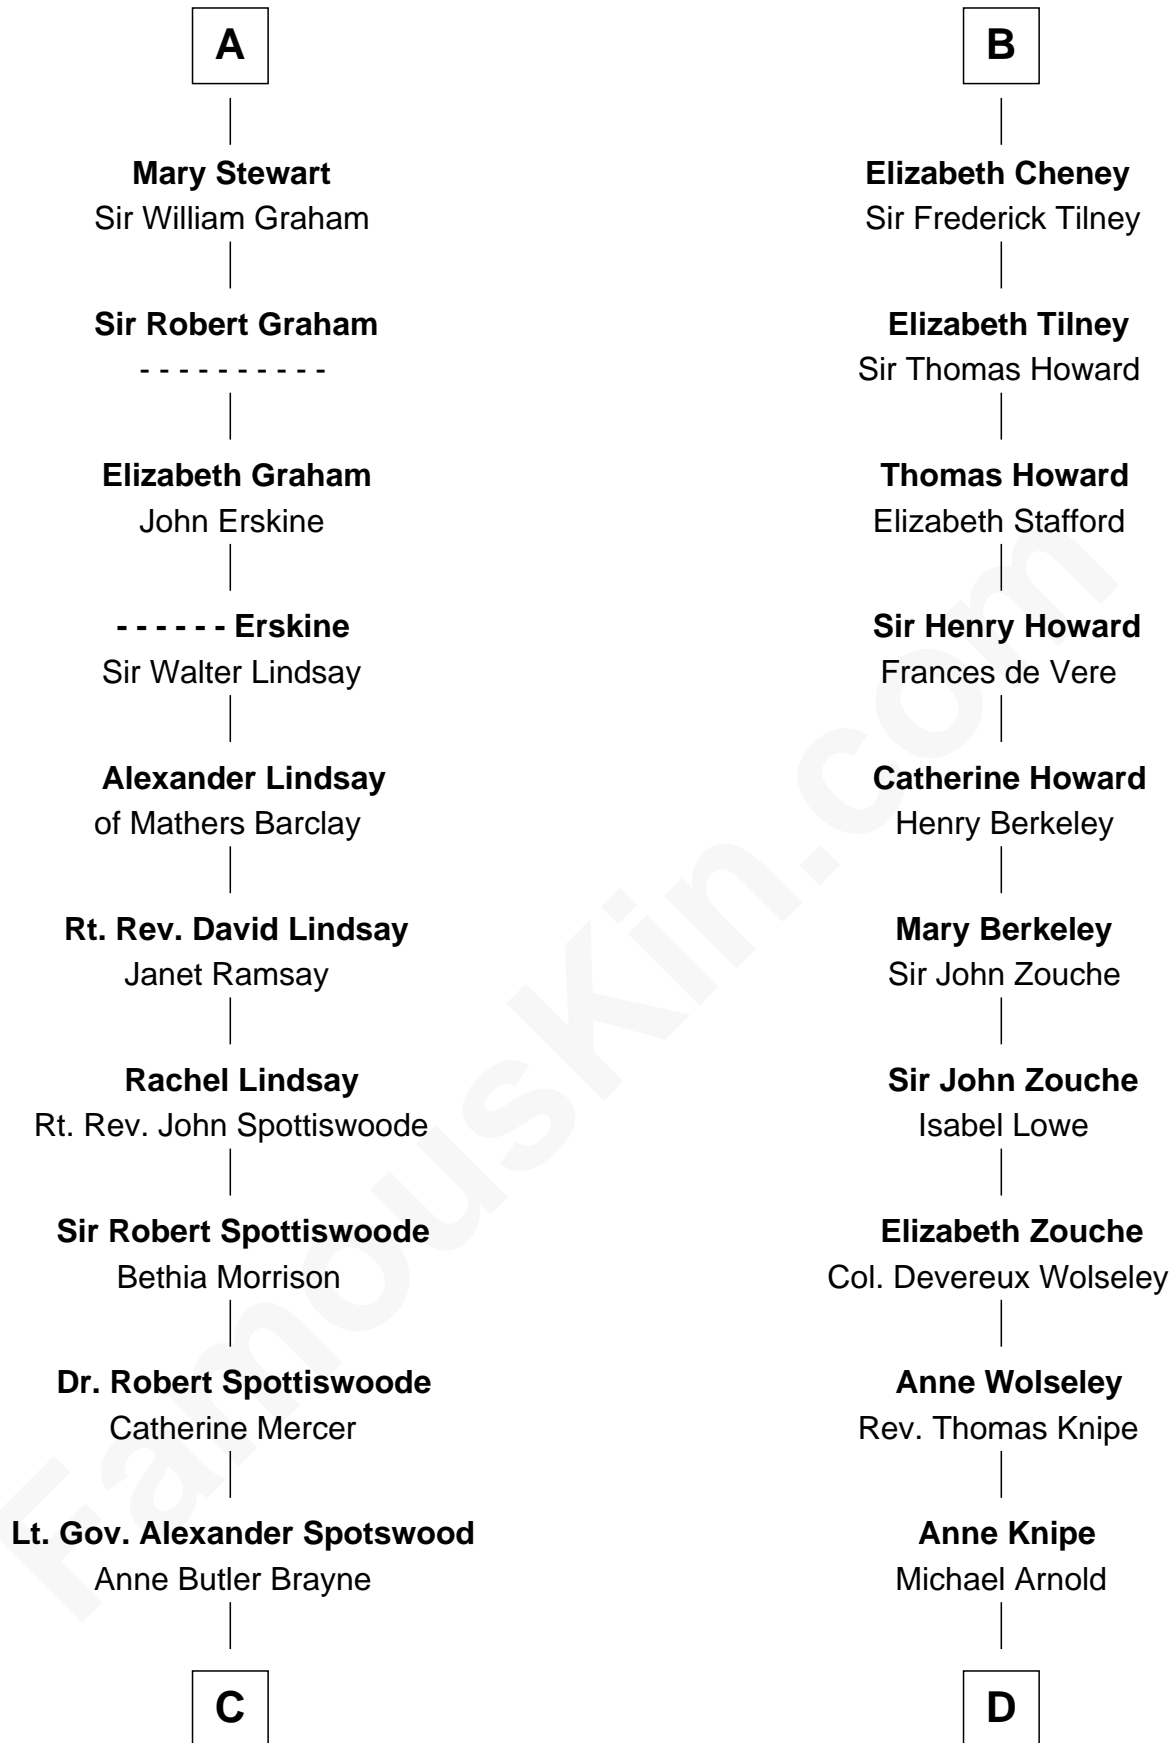 A
Mary Stewart
Sir William Graham
Sir Robert Graham
- - - - - - - - - -
Elizabeth Graham
John Erskine
- - - - - - Erskine
Sir Walter Lindsay
Alexander Lindsay
of Mathers Barclay
Rt. Rev. David Lindsay
Janet Ramsay
Rachel Lindsay
Rt. Rev. John Spottiswoode
Sir Robert Spottiswoode
Bethia Morrison
Dr. Robert Spottiswoode
Catherine Mercer
Lt. Gov. Alexander Spotswood
Anne Butler Brayne
C
B
Elizabeth Cheney
Sir Frederick Tilney
Elizabeth Tilney
Sir Thomas Howard
Thomas Howard
Elizabeth Stafford
Sir Henry Howard
Frances de Vere
Catherine Howard
Henry Berkeley
Mary Berkeley
Sir John Zouche
Sir John Zouche
Isabel Lowe
Elizabeth Zouche
Col. Devereux Wolseley
Anne Wolseley
Rev. Thomas Knipe
Anne Knipe
Michael Arnold
D
FamousKin.com